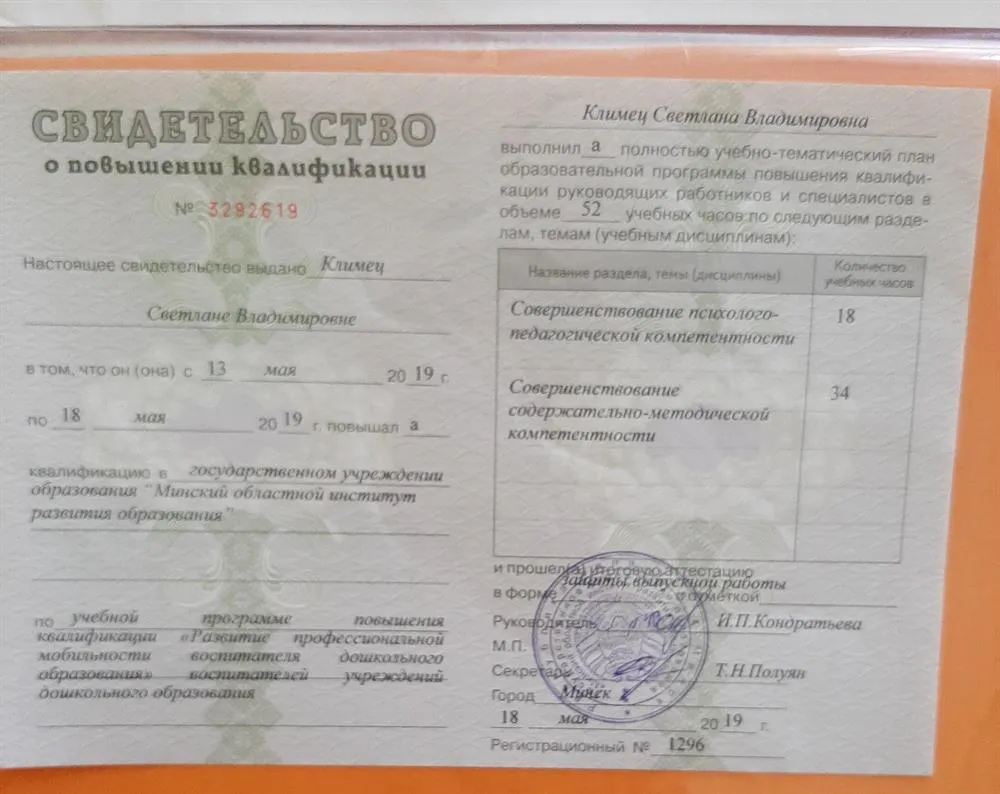 СВИДЕТЕЛЬСТВО
о повышении квалификации
№ 3292619
Настоящее свидетельство выдано Климец
Светлане Владимировне
в том, что он (она) с 13 мая 2019 г.
по 18 мая 2019 г. повышал а
квалификацию в государственном учреждении
образования "Минский областной институт
развития образования"
по учебной программе повышения
квалификации «Развитие профессиональной
мобильности воспитателя дошкольного
образования» воспитателей учреждений
дошкольного образования
Климец Светлана Владимировна
выполнил а полностью учебно-тематический план
образовательной программы повышения квалифи-
кации руководящих работников и специалистов в
объеме 52 учебных часов по следующим разде-
лам, темам (учебным дисциплинам):
Название раздела, темы (дисциплины)
Количество
учебных часов
Совершенствование психолого-
педагогической компетентности
18
Совершенствование
содержательно-методической
компетентности
34
и прошел(а) итоговую аттестацию
в форме защиты выпускной работы
с отметкой
Руководитель И.П.Кондратьева
М.П.
Секретарь Т.Н.Полуян
Город Минск
18 мая 2019 г.
Регистрационный № 1296